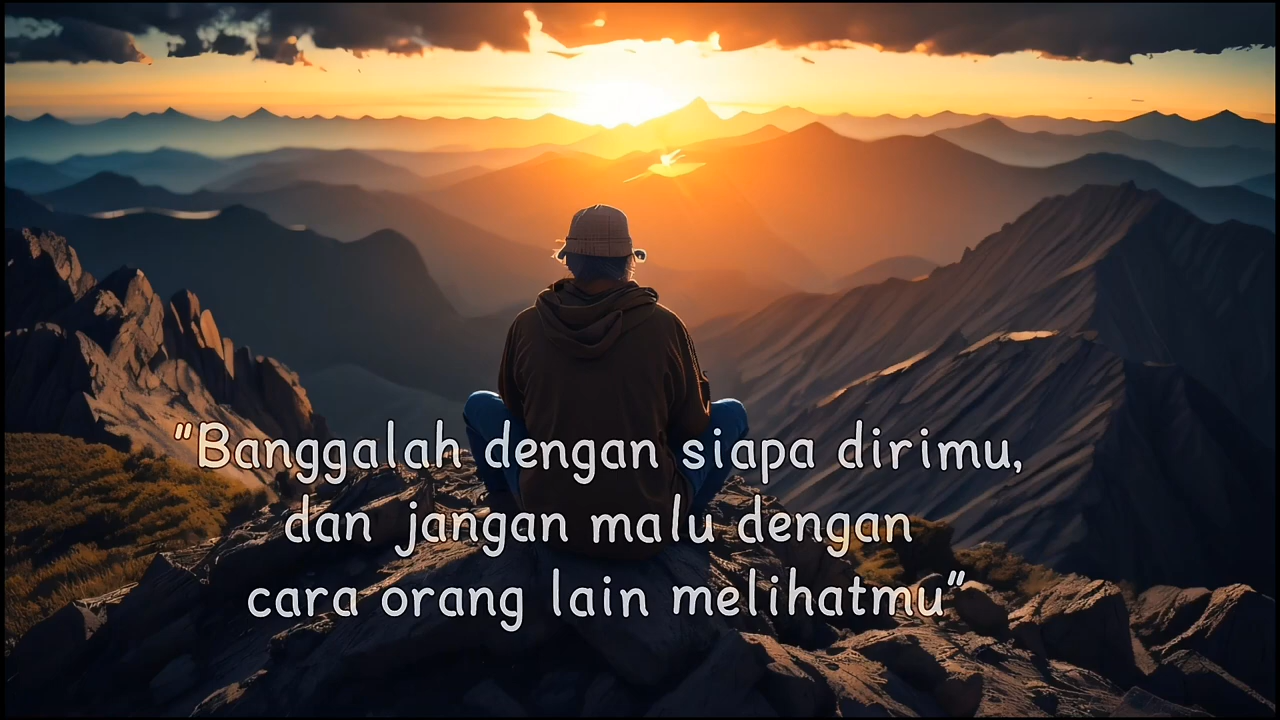 "Banggalah dengan siapa dirimu,
dan jangan malu dengan
cara orang lain melihatmu"